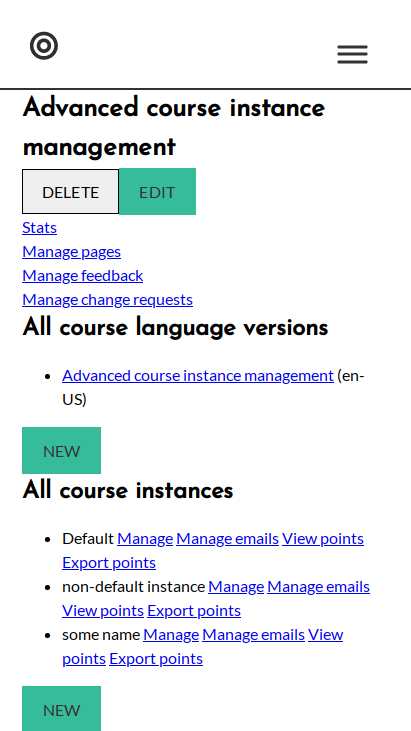 Advanced course instance
management
DELETE EDIT
Stats
Manage pages
Manage feedback
Manage change requests
All course language versions
Advanced course instance management (en-
US)
NEW
All course instances
Default Manage Manage emails View points
Export points
non-default instance Manage Manage emails
View points Export points
some name Manage Manage emails View
points Export points
NEW